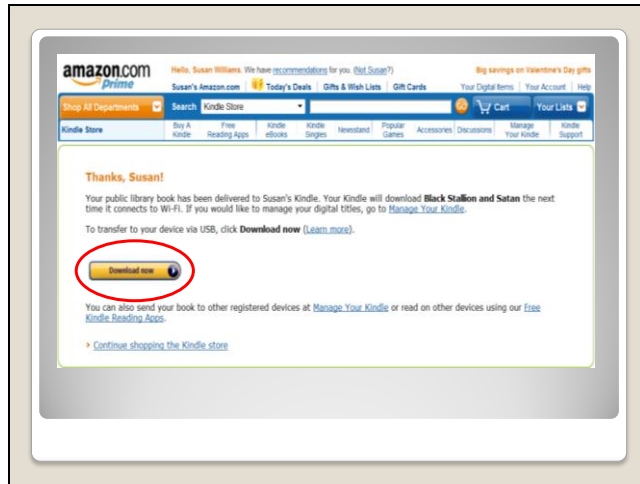 amazon.com
Prime
Hello, Susan Williams. We have recommendations for you. (Not Susan?)
Big savings on Valentine's Day gifts
Susan's Amazon.com Today's Deals Gifts & Wish Lists Gift Cards
Your Digital Items Your Account Help
Shop All Departments Search Kindle Store Cart Your Lists
Kindle Store Buy A Kindle Free Reading Apps Kindle eBooks Kindle Singles Newsstand Popular Games Accessories Discussions Manage Your Kindle Kindle Support
Thanks, Susan!
Your public library book has been delivered to Susan's Kindle. Your Kindle will download Black Stallion and Satan the next
time it connects to Wi-Fi. If you would like to manage your digital titles, go to Manage Your Kindle.
To transfer to your device via USB, click Download now (Learn more).
Download now
You can also send your book to other registered devices at Manage Your Kindle or read on other devices using our Free
Kindle Reading Apps.
Continue shopping the Kindle store